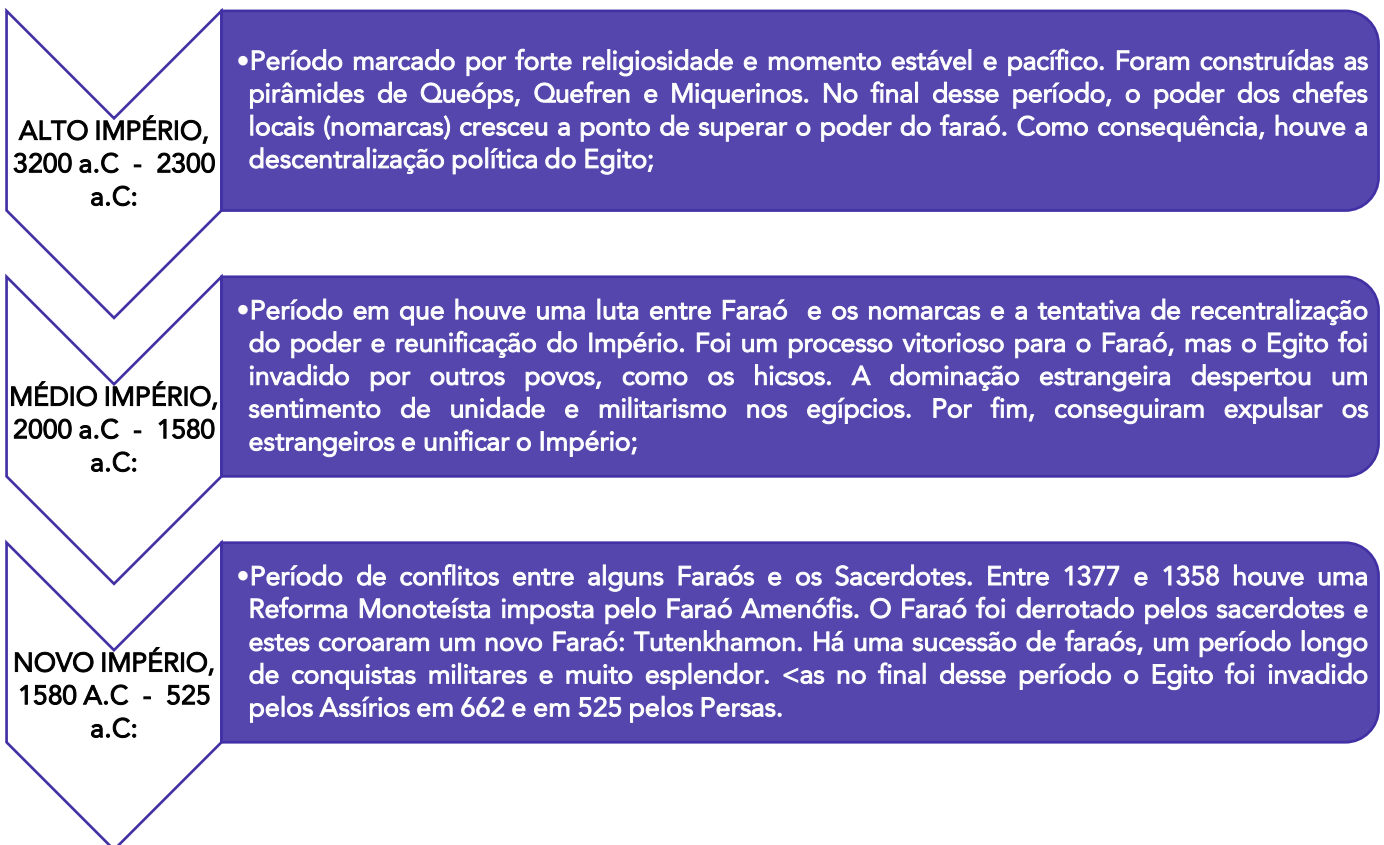 ALTO IMPÉRIO,
3200 a.C - 2300
a.C:
•Período marcado por forte religiosidade e momento estável e pacífico. Foram construídas as
pirâmides de Queóps, Quefren e Miquerinos. No final desse período, o poder dos chefes
locais (nomarcas) cresceu a ponto de superar o poder do faraó. Como consequência, houve a
descentralização política do Egito;
MÉDIO IMPÉRIO,
2000 a.C - 1580
a.C:
•Período em que houve uma luta entre Faraó e os nomarcas e a tentativa de recentralização
do poder e reunificação do Império. Foi um processo vitorioso para o Faraó, mas o Egito foi
invadido por outros povos, como os hicsos. A dominação estrangeira despertou um
sentimento de unidade e militarismo nos egípcios. Por fim, conseguiram expulsar os
estrangeiros e unificar o Império;
NOVO IMPÉRIO,
1580 A.C - 525
a.C:
•Período de conflitos entre alguns Faraós e os Sacerdotes. Entre 1377 e 1358 houve uma
Reforma Monoteísta imposta pelo Faraó Amenófis. O Faraó foi derrotado pelos sacerdotes e
estes coroaram um novo Faraó: Tutenkhamon. Há uma sucessão de faraós, um período longo
de conquistas militares e muito esplendor. <as no final desse período o Egito foi invadido
pelos Assírios em 662 e em 525 pelos Persas.